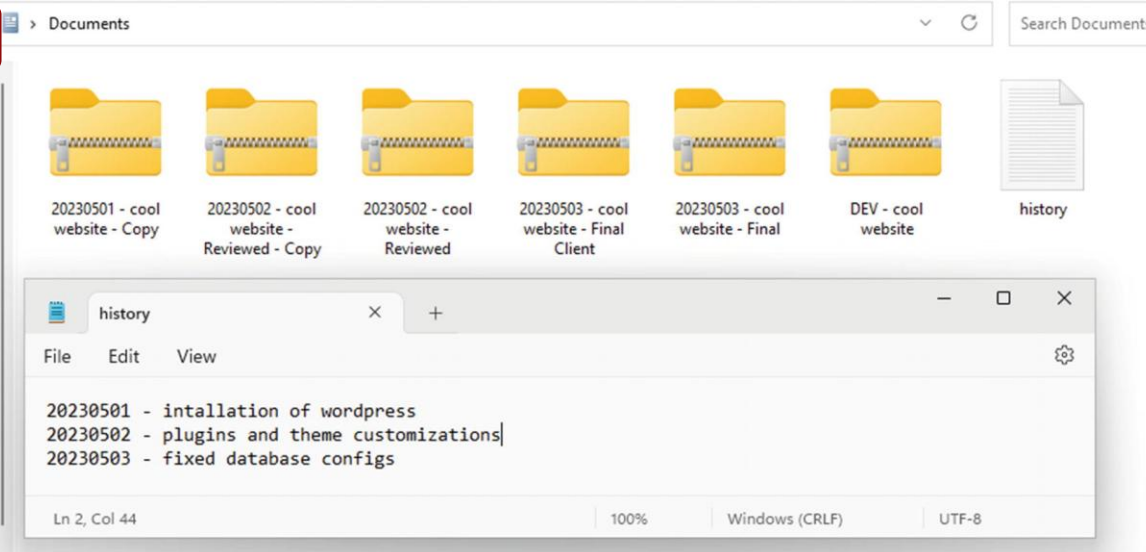 > Documents
Search Documents
20230501 - cool
website - Copy
20230502 - cool
website -
Reviewed - Copy
20230502 - cool
website -
Reviewed
20230503 - cool
website - Final
Client
20230503 - cool
website - Final
DEV - cool
website
history
history
File Edit View
20230501 - intallation of wordpress
20230502 - plugins and theme customizations
20230503 - fixed database configs
Ln 2, Col 44 100% Windows (CRLF) UTF-8